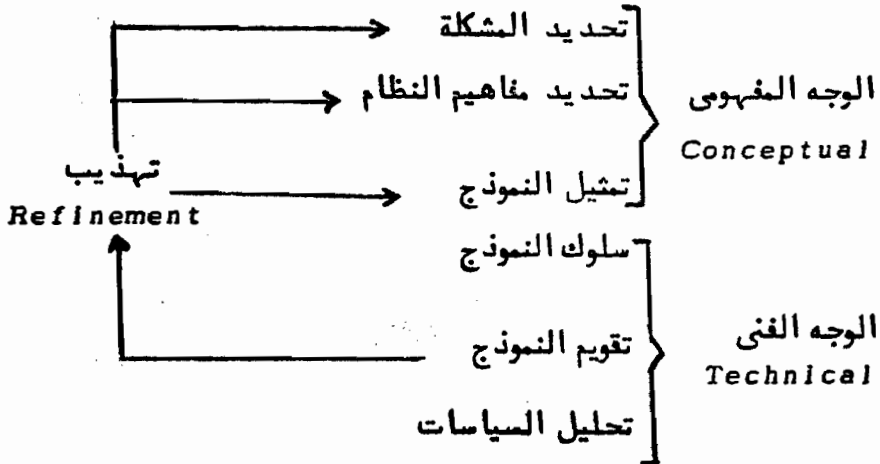 تحديد المشكلة
تحديد مفاهيم النظام
الوجه المفهومى
Conceptual
تهذيب
Refinement
تمثيل النموذج
سلوك النموذج
تقويم النموذج
الوجه الفنى
Technical
تحليل السياسات